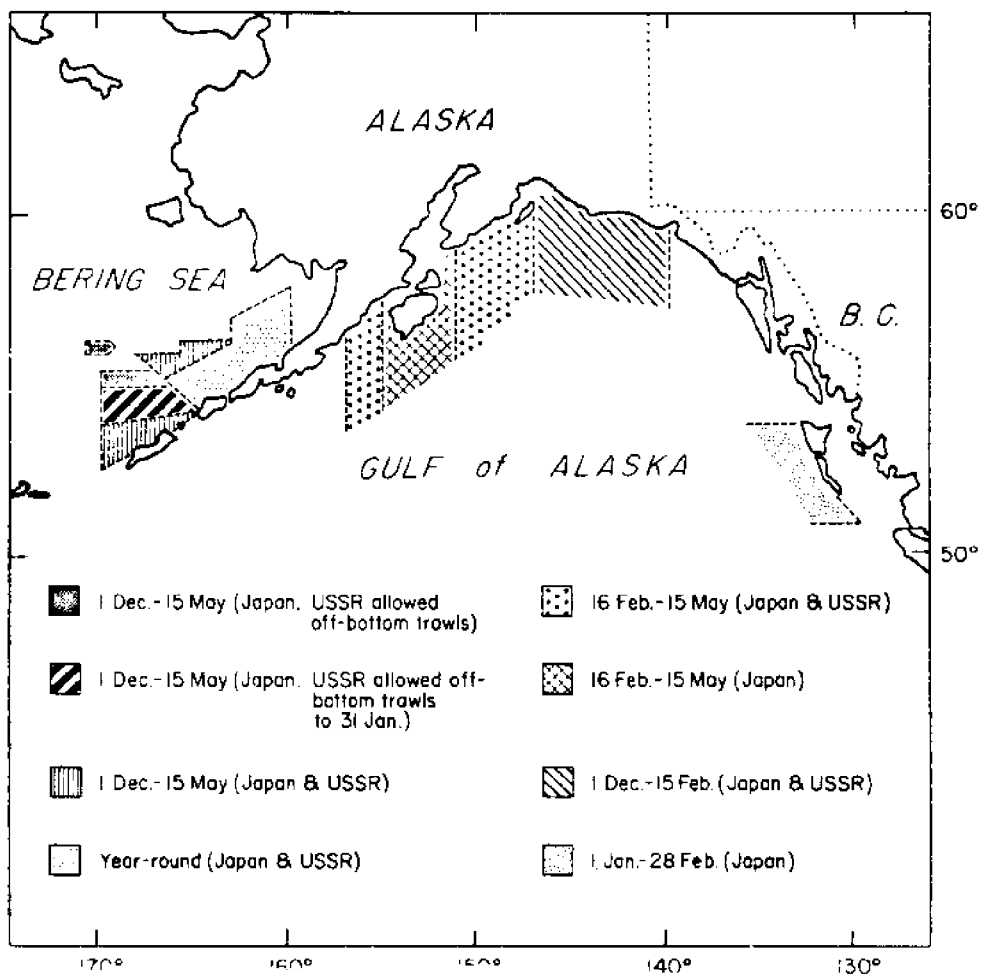 ALASKA
60°
BERING SEA
B. C.
GULF of ALASKA
50°
1 Dec.-15 May (Japan. USSR allowed
off-bottom trawls)
1 Dec.-15 May (Japan. USSR allowed off-
bottom trawls
to 31 Jan.)
1 Dec.-15 May (Japan & USSR)
Year-round (Japan & USSR)
16 Feb.-15 May (Japan & USSR)
16 Feb.-15 May (Japan)
1 Dec.-15 Feb. (Japan & USSR)
1 Jan.-28 Feb. (Japan)
170° 160° 150° 140° 130°